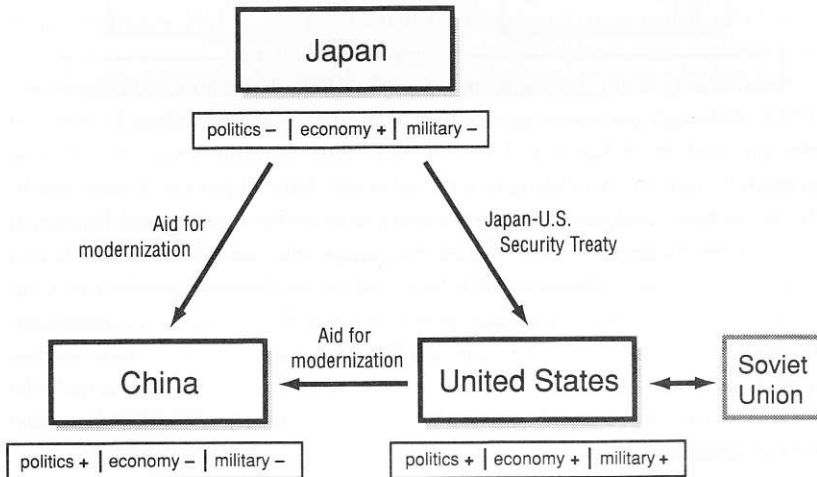 Japan
politics – | economy + | military –
Aid for
modernization
Japan-U.S.
Security Treaty
Aid for
modernization
China
United States
Soviet
Union
politics + | economy – | military –
politics + | economy + | military +